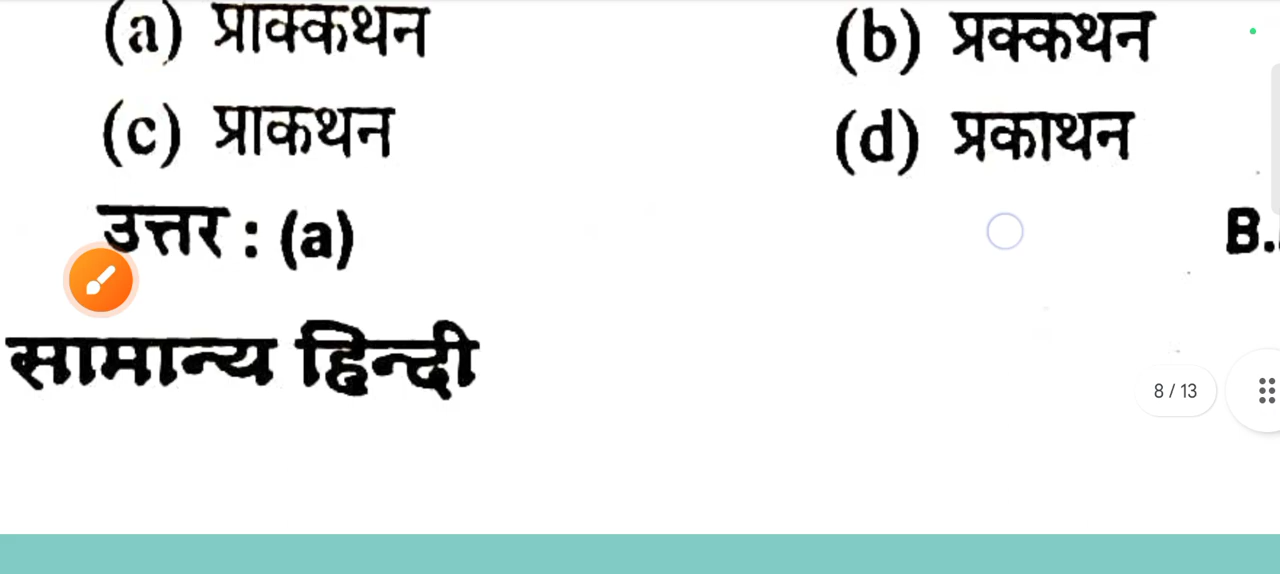 (a) प्राक्कथन (b) प्रक्कथन
(c) प्राकथन (d) प्रकाथन
उत्तर : (a)
B.
सामान्य हिन्दी
8 / 13